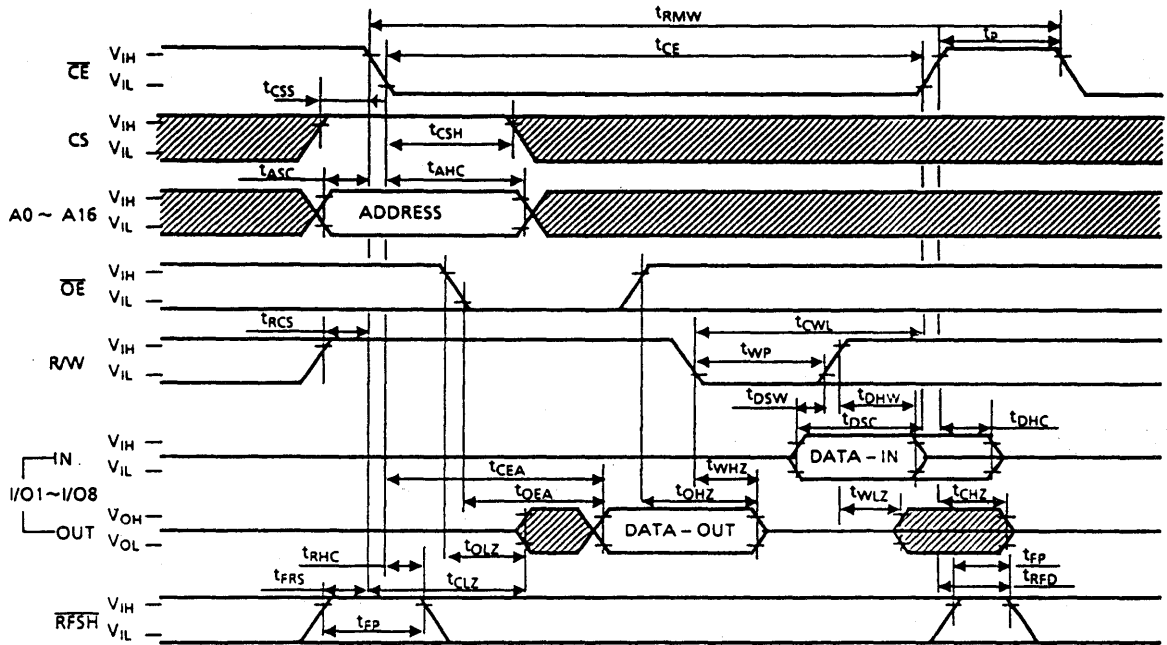 tRMW
tCE
tP
CE
VIH
VIL
tCSS
CS
VIH
VIL
tCSH
tASC
tAHC
A0 ~ A16
VIH
VIL
ADDRESS
OE
VIH
VIL
tRCS
tCWL
R/W
VIH
VIL
tWP
tDSW
tDHW
tDSC
tDHC
VIH
VIL
IN
DATA-IN
tCEA
tWHZ
I/O1~I/O8
tOEA
tOHZ
tWLZ
tCHZ
OUT
VOH
VOL
DATA-OUT
tOLZ
tRHC
tFP
tFRS
tCLZ
tRFD
RFSH
VIH
VIL
tFP